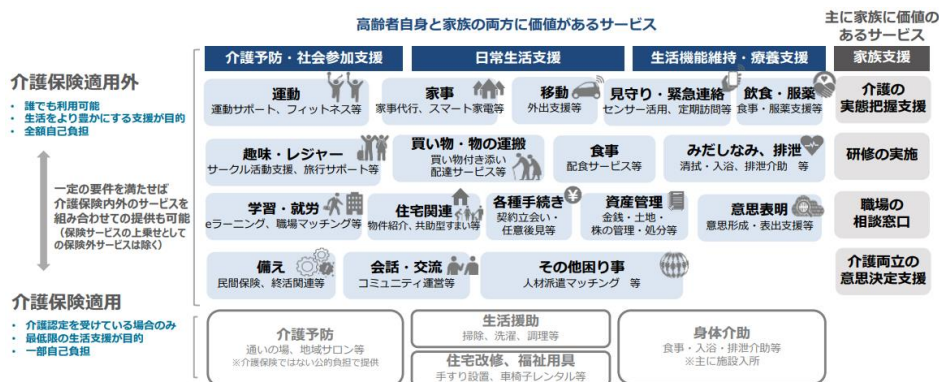 高齢者自身と家族の両方に価値があるサービス
主に家族に価値の
あるサービス
介護予防・社会参加支援
日常生活支援
生活機能維持・療養支援
家族支援
介護保険適用外
• 誰でも利用可能
• 生活をより豊かにする支援が目的
• 全額自己負担
一定の要件を満たせば
介護保険内外のサービスを
組み合わせての提供も可能
（保険サービスの上乗せとして
の保険外サービスは除く）
介護保険適用
• 介護認定を受けている場合のみ
• 最低限の生活支援が目的
• 一部自己負担
運動
運動サポート、フィットネス等
家事
家事代行、スマート家電等
移動
外出支援等
見守り・緊急連絡
センサー活用、定期訪問等
飲食・服薬
食事・服薬支援等
介護の
実態把握支援
趣味・レジャー
サークル活動支援、旅行サポート 等
買い物・物の運搬
買い物付き添い
配達サービス等
食事
配食サービス等
みだしなみ、排泄
清拭・入浴、排泄介助 等
研修の実施
学習・就労
eラーニング、職場マッチング等
住宅関連
物件紹介、共助型すまい等
各種手続き
契約立会い・
任意後見等
資産管理
金銭・土地・
株の管理・処分等
意思表明
意思形成・表出支援等
職場の
相談窓口
備え
民間保険、終活関連等
会話・交流
コミュニティ運営等
その他困り事
人材派遣マッチング 等
介護両立の
意思決定支援
介護予防
通いの場、地域サロン等
※介護保険ではない公的負担で提供
生活援助
掃除、洗濯、調理等
住宅改修、福祉用具
手すり設置、車椅子レンタル等
身体介助
食事・入浴・排泄介助等
※主に施設入所